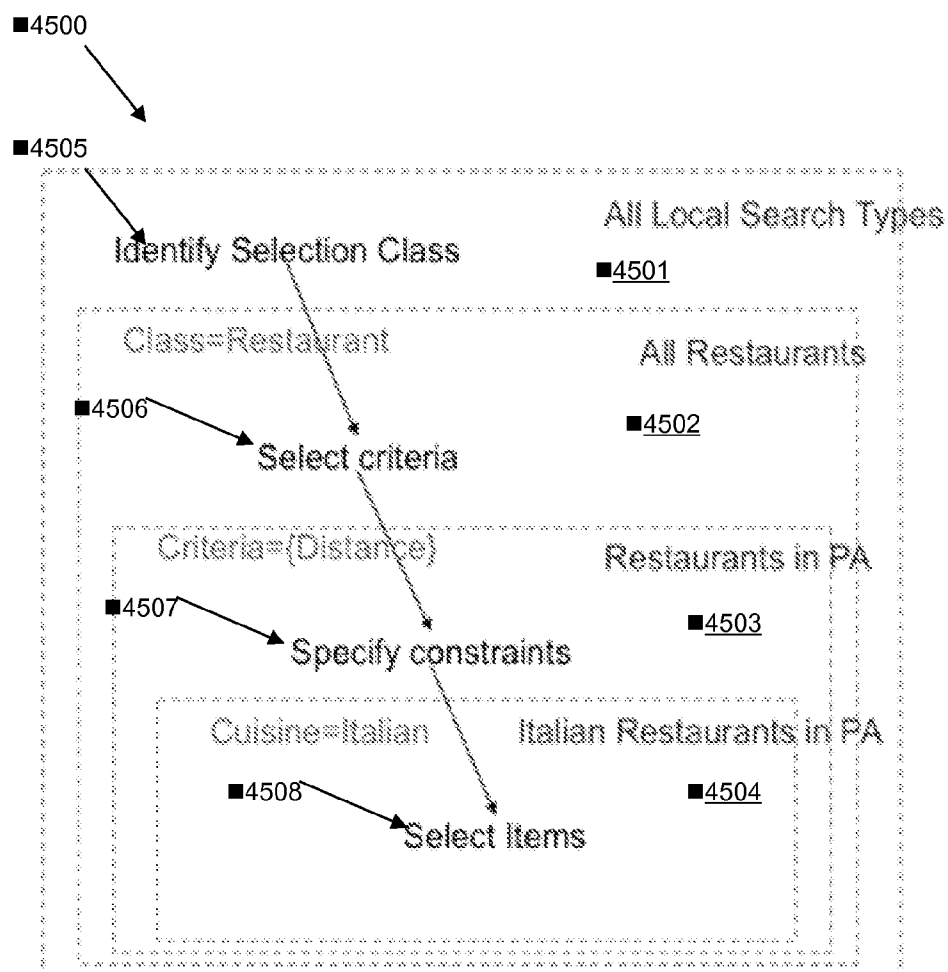 ■4500
■4505
All Local Search Types
Identify Selection Class
■4501
Class=Restaurant
All Restaurants
■4506
■4502
Select criteria
Criteria={Distance}
Restaurants in PA
■4507
■4503
Specify constraints
Cuisine=Italian
Italian Restaurants in PA
■4508
■4504
Select Items